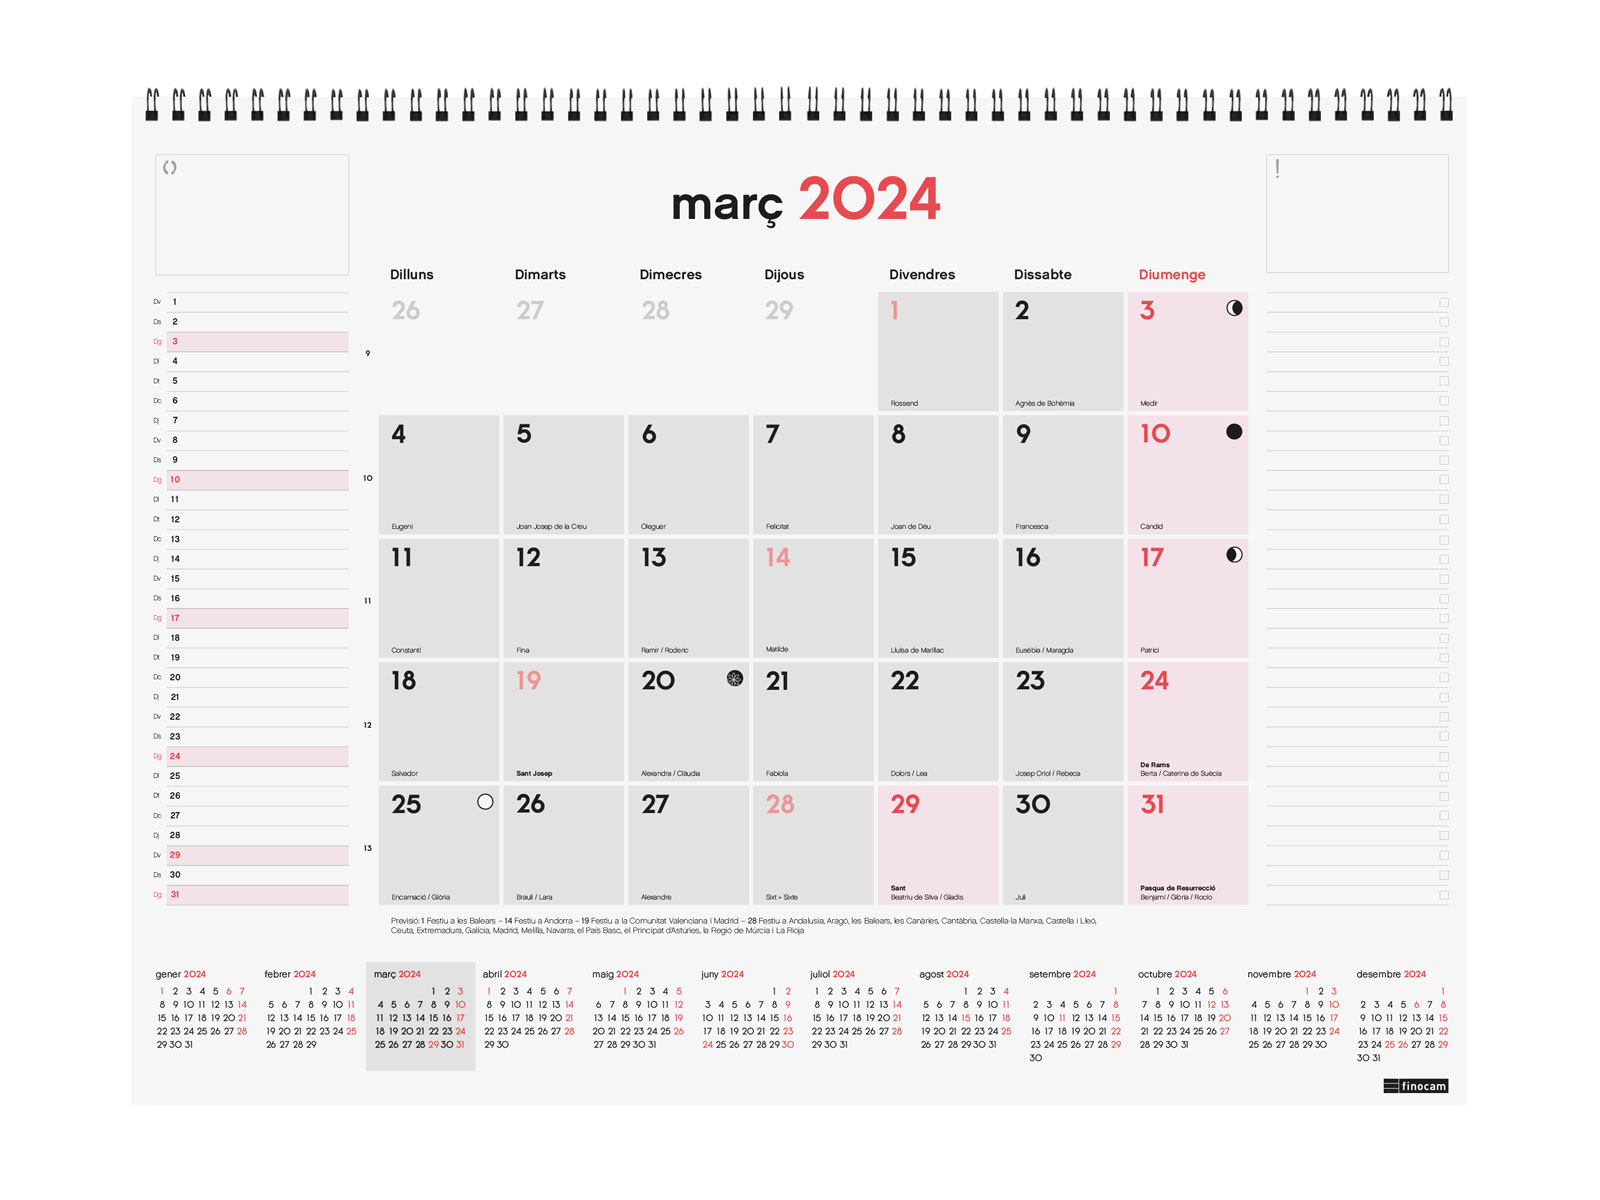 !
març 2024
Dilluns Dimarts Dimecres Dijous Divendres Dissabte Diumenge
26 27 28 29 1 2 3
9
Rossend Agnès de Bohèmia Medir
4 5 6 7 8 9 10
10
Eugeni Joan Josep de la Creu Oleguer Felicitat Joan de Déu Francesca Càndid
11 12 13 14 15 16 17
11
Constantí Fina Ramir / Roderic Matilde Lluïsa de Marillac Eusèbia / Maragda Patrici
18 19 20 21 22 23 24
12
De Rams
Salvador Sant Josep Alexandra / Clàudia Fabiola Dolors / Lea Josep Oriol / Rebeca Berta / Caterina de Suècia
25 26 27 28 29 30 31
13
Sant Pasqua de Resurrecció
Encarnació / Glòria Brauli / Lara Alexandre Sixt - Sixte Beatriu de Silva / Gladis Juli Benjamí / Glòria / Rocío
Dv 1
Ds 2
Dg 3
Dl 4
Dt 5
Dc 6
Dj 7
Dv 8
Ds 9
Dg 10
Dl 11
Dt 12
Dc 13
Dj 14
Dv 15
Ds 16
Dg 17
Dl 18
Dt 19
Dc 20
Dj 21
Dv 22
Ds 23
Dg 24
Dl 25
Dt 26
Dc 27
Dj 28
Dv 29
Ds 30
Dg 31
Previsió: 1 Festiu a les Balears – 14 Festiu a Andorra – 19 Festiu a la Comunitat Valenciana i Madrid – 28 Festiu a Andalusia, Aragó, les Balears, les Canàries, Cantàbria, Castella-la Manxa, Castella i Lleó,
Ceuta, Extremadura, Galícia, Madrid, Melilla, Navarra, el País Basc, el Principat d'Astúries, la Regió de Múrcia i La Rioja
gener 2024
1 2 3 4 5 6 7
8 9 10 11 12 13 14
15 16 17 18 19 20 21
22 23 24 25 26 27 28
29 30 31
febrer 2024
1 2 3 4
5 6 7 8 9 10 11
12 13 14 15 16 17 18
19 20 21 22 23 24 25
26 27 28 29
març 2024
1 2 3
4 5 6 7 8 9 10
11 12 13 14 15 16 17
18 19 20 21 22 23 24
25 26 27 28 29 30 31
abril 2024
1 2 3 4 5 6 7
8 9 10 11 12 13 14
15 16 17 18 19 20 21
22 23 24 25 26 27 28
29 30
maig 2024
1 2 3 4 5
6 7 8 9 10 11 12
13 14 15 16 17 18 19
20 21 22 23 24 25 26
27 28 29 30 31
juny 2024
1 2
3 4 5 6 7 8 9
10 11 12 13 14 15 16
17 18 19 20 21 22 23
24 25 26 27 28 29 30
juliol 2024
1 2 3 4 5 6 7
8 9 10 11 12 13 14
15 16 17 18 19 20 21
22 23 24 25 26 27 28
29 30 31
agost 2024
1 2 3 4
5 6 7 8 9 10 11
12 13 14 15 16 17 18
19 20 21 22 23 24 25
26 27 28 29 30 31
setembre 2024
1
2 3 4 5 6 7 8
9 10 11 12 13 14 15
16 17 18 19 20 21 22
23 24 25 26 27 28 29
30
octubre 2024
1 2 3 4 5 6
7 8 9 10 11 12 13
14 15 16 17 18 19 20
21 22 23 24 25 26 27
28 29 30 31
novembre 2024
1 2 3
4 5 6 7 8 9 10
11 12 13 14 15 16 17
18 19 20 21 22 23 24
25 26 27 28 29 30
desembre 2024
1
2 3 4 5 6 7 8
9 10 11 12 13 14 15
16 17 18 19 20 21 22
23 24 25 26 27 28 29
30 31
finocam